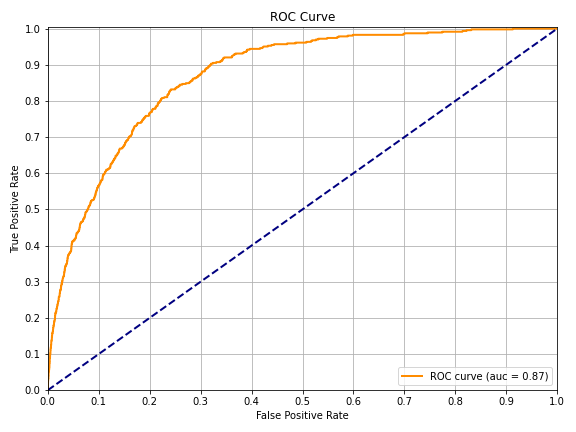 ROC Curve
1.0
0.9
0.8
0.7
0.6
0.5
0.4
0.3
0.2
0.1
0.0
True Positive Rate
ROC curve (auc = 0.87)
0.0 0.1 0.2 0.3 0.4 0.5 0.6 0.7 0.8 0.9 1.0
False Positive Rate